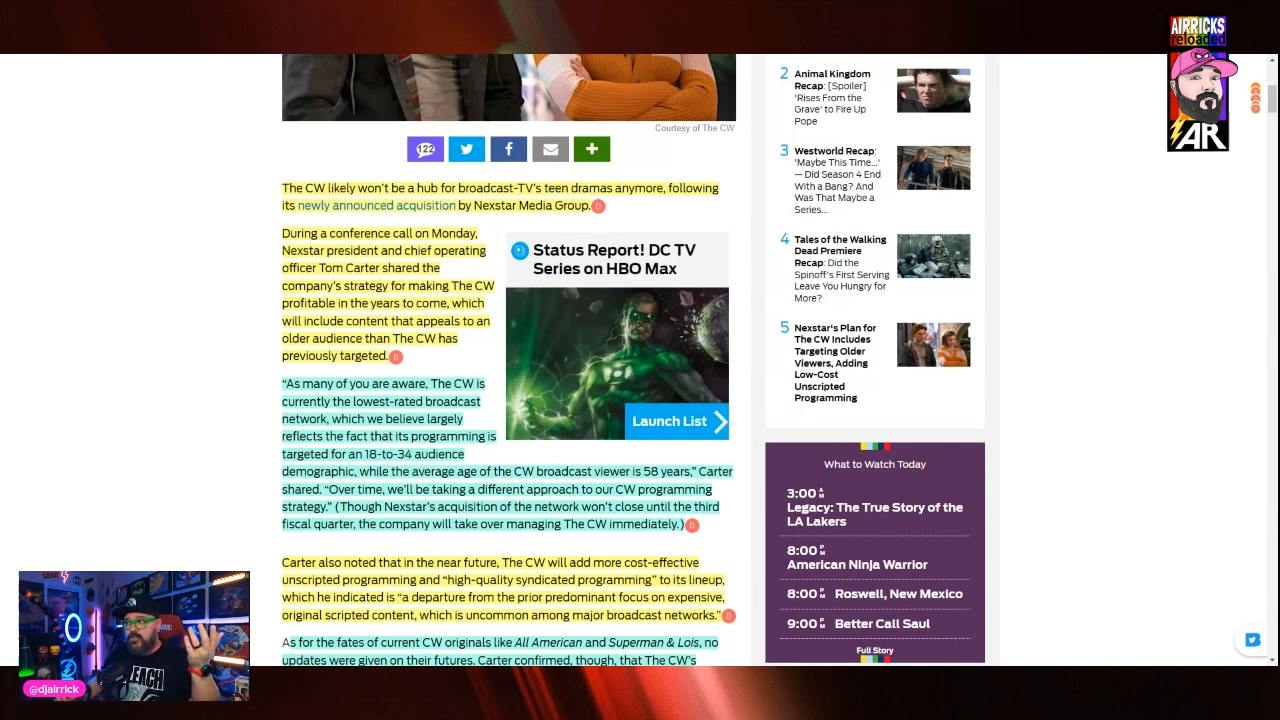 AIRRICKS
reloaded
AR
Courtesy of The CW
122
The CW likely won't be a hub for broadcast-TV's teen dramas anymore, following
its newly announced acquisition by Nexstar Media Group. D
During a conference call on Monday,
Nexstar president and chief operating
officer Tom Carter shared the
company's strategy for making The CW
profitable in the years to come, which
will include content that appeals to an
older audience than The CW has
previously targeted. D
“As many of you are aware, The CW is
currently the lowest-rated broadcast
network, which we believe largely
reflects the fact that its programming is
targeted for an 18-to-34 audience
demographic, while the average age of the CW broadcast viewer is 58 years,” Carter
shared. “Over time, we'll be taking a different approach to our CW programming
strategy.” (Though Nexstar's acquisition of the network won't close until the third
fiscal quarter, the company will take over managing The CW immediately.) D
Carter also noted that in the near future, The CW will add more cost-effective
unscripted programming and “high-quality syndicated programming” to its lineup,
which he indicated is “a departure from the prior predominant focus on expensive,
original scripted content, which is uncommon among major broadcast networks.” D
As for the fates of current CW originals like All American and Superman & Lois, no
updates were given on their futures. Carter confirmed, though, that The CW's
Status Report! DC TV
Series on HBO Max
Launch List
2 Animal Kingdom
Recap: [Spoiler]
'Rises From the
Grave' to Fire Up
Pope
3 Westworld Recap:
'Maybe This Time...'
— Did Season 4 End
With a Bang? And
Was That Maybe a
Series...
4 Tales of the Walking
Dead Premiere
Recap: Did the
Spinoff's First Serving
Leave You Hungry for
More?
5 Nexstar's Plan for
The CW Includes
Targeting Older
Viewers, Adding
Low-Cost
Unscripted
Programming
What to Watch Today
3:00 AM
Legacy: The True Story of the
LA Lakers
8:00 PM
American Ninja Warrior
8:00 PM Roswell, New Mexico
9:00 PM Better Call Saul
Full Story
@djairrick